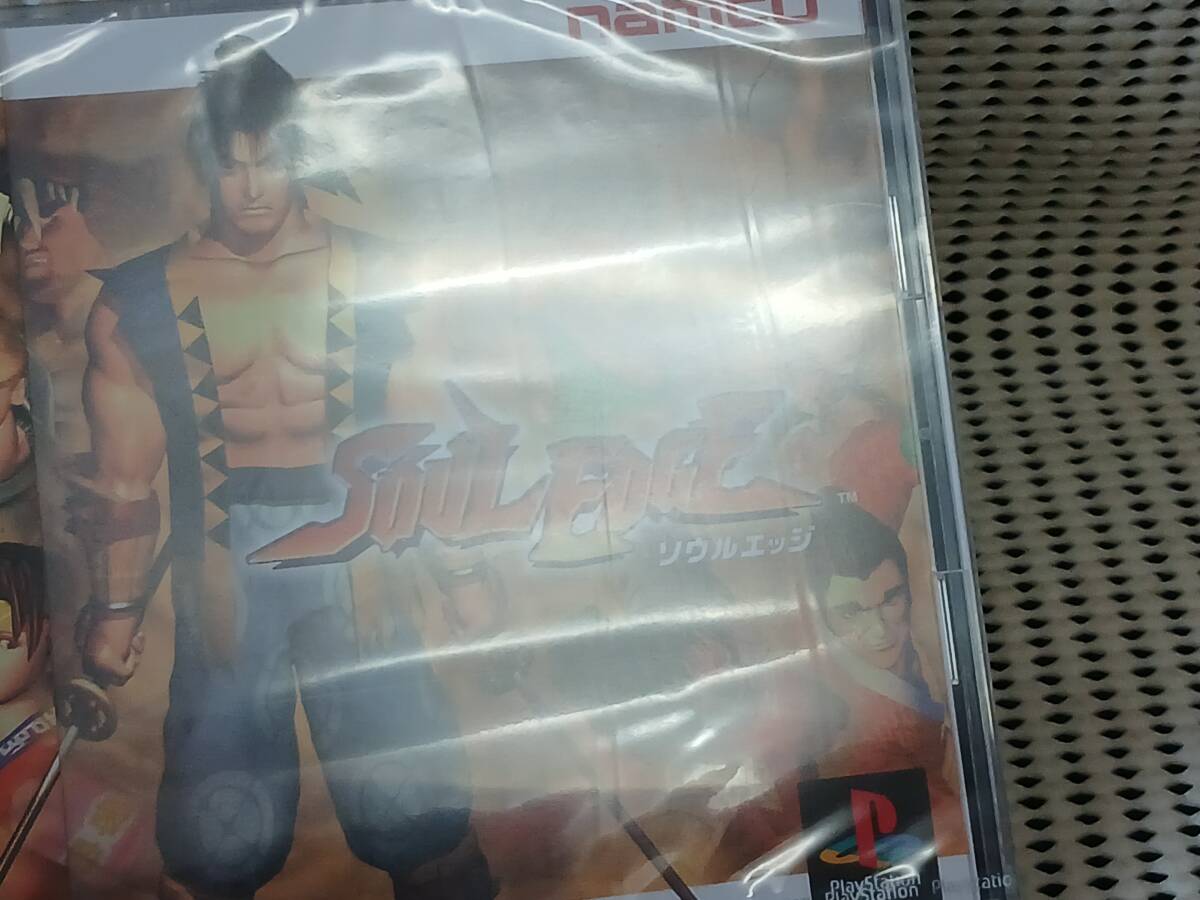 namco
SOUL EDGE
TM
ソウルエッジ
PlayStation
PlayStation